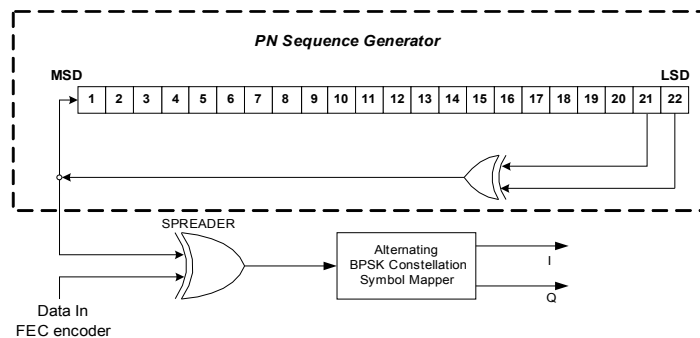 PN Sequence Generator
MSD
LSD
1 2 3 4 5 6 7 8 9 10 11 12 13 14 15 16 17 18 19 20 21 22
SPREADER
Alternating
BPSK Constellation
Symbol Mapper
I
Q
Data In
FEC encoder